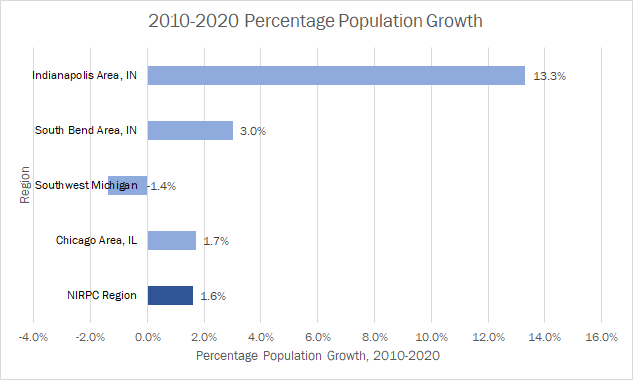 2010-2020 Percentage Population Growth
Indianapolis Area, IN
13.3%
South Bend Area, IN
3.0%
Southwest Michigan
-1.4%
Chicago Area, IL
1.7%
NIRPC Region
1.6%
Region
-4.0% -2.0% 0.0% 2.0% 4.0% 6.0% 8.0% 10.0% 12.0% 14.0% 16.0%
Percentage Population Growth, 2010-2020